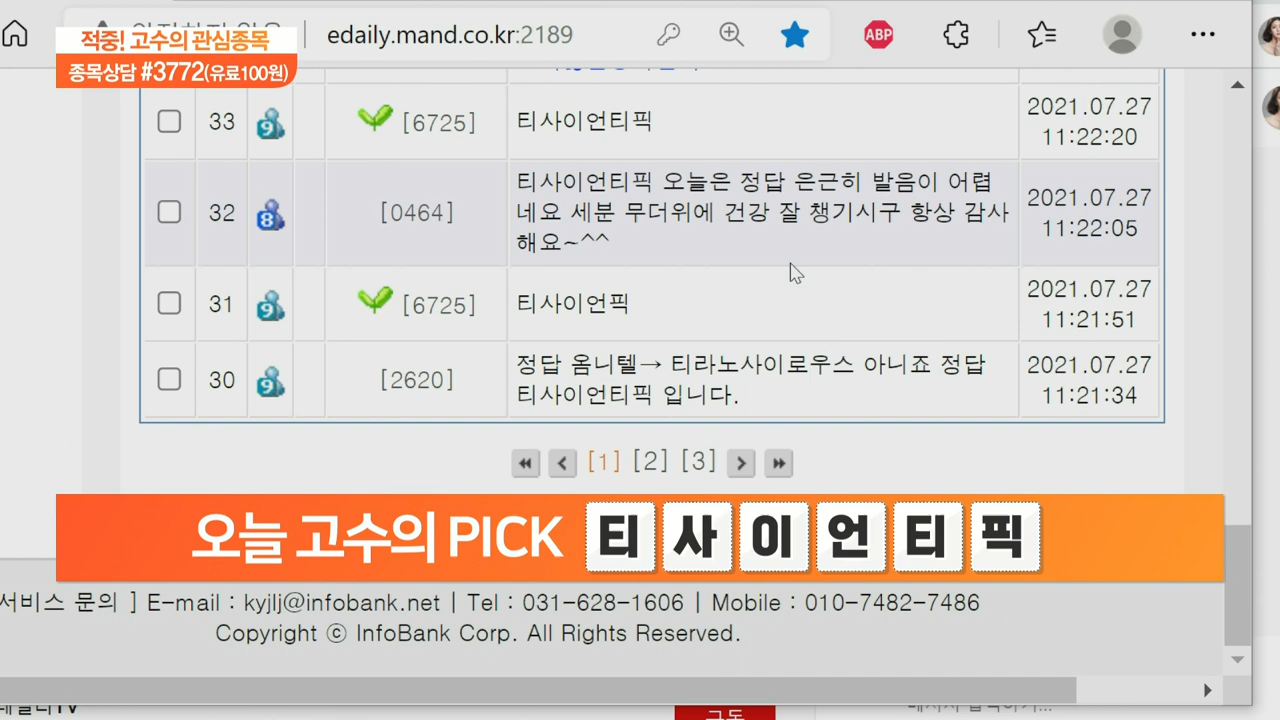 적중! 고수의 관심종목
종목상담 #3772(유료100원)
edaily.mand.co.kr:2189
ABP
33 9 [6725] 티사이언티픽 2021.07.27 11:22:20
32 8 [0464] 티사이언티픽 오늘은 정답 은근히 발음이 어렵
네요 세분 무더위에 건강 잘 챙기시구 항상 감사
해요~^^ 2021.07.27 11:22:05
31 9 [6725] 티사이언픽 2021.07.27 11:21:51
30 9 [2620] 정답 옴니텔→ 티라노사이로우스 아니죠 정답
티사이언티픽 입니다. 2021.07.27 11:21:34
[1] [2] [3]
오늘 고수의 PICK 티사이언티픽
서비스 문의 ] E-mail : kyjlj@infobank.net | Tel : 031-628-1606 | Mobile : 010-7482-7486
Copyright ⓒ InfoBank Corp. All Rights Reserved.
구독